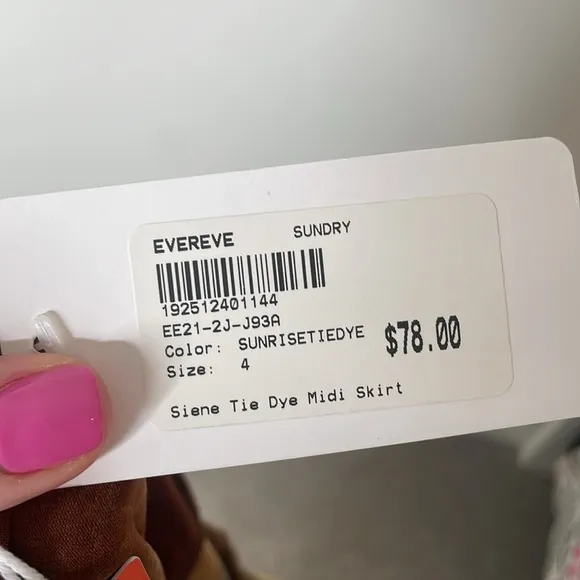 EVEREVE SUNDRY
192512401144
EE21-2J-J93A
Color: SUNRISETIEDYE $78.00
Size: 4
Siene Tie Dye Midi Skirt